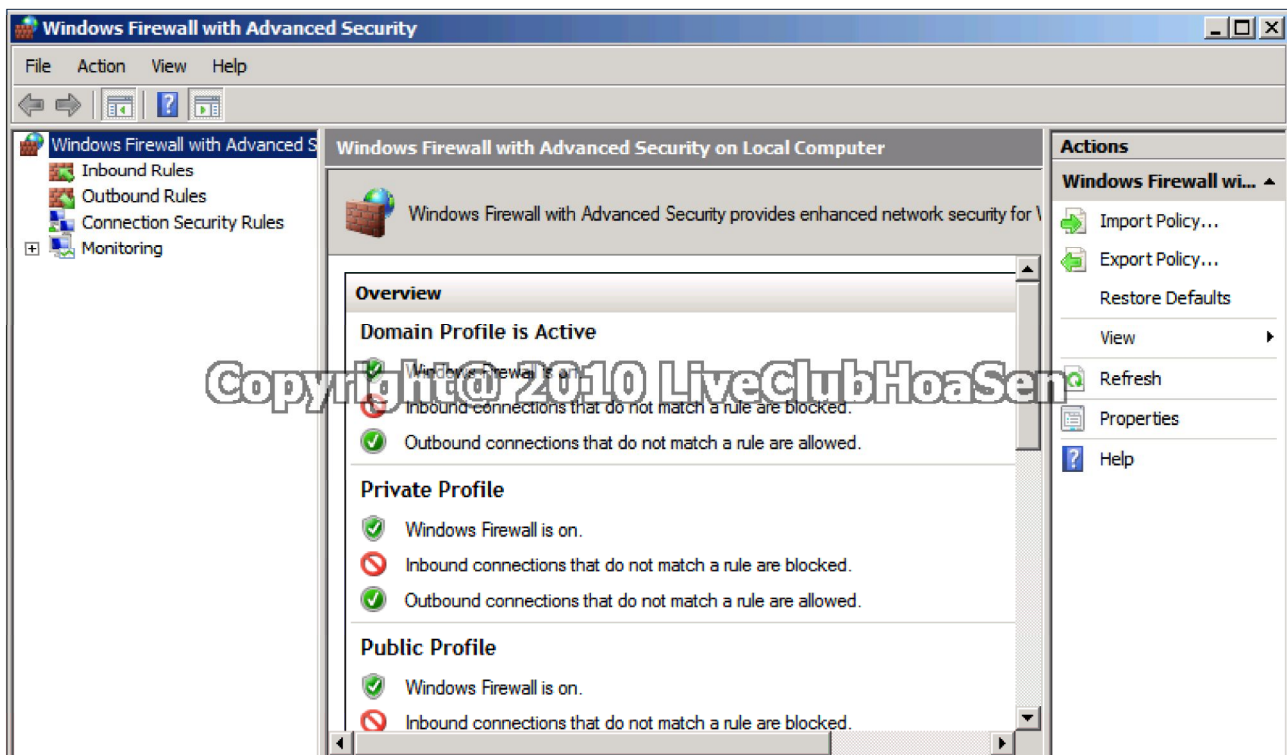 Windows Firewall with Advanced Security
File Action View Help
Windows Firewall with Advanced S
Inbound Rules
Outbound Rules
Connection Security Rules
Monitoring
Windows Firewall with Advanced Security on Local Computer
Windows Firewall with Advanced Security provides enhanced network security for
Overview
Domain Profile is Active
Windows Firewall is on.
Inbound connections that do not match a rule are blocked.
Outbound connections that do not match a rule are allowed.
Private Profile
Windows Firewall is on.
Inbound connections that do not match a rule are blocked.
Outbound connections that do not match a rule are allowed.
Public Profile
Windows Firewall is on.
Inbound connections that do not match a rule are blocked.
Actions
Windows Firewall wi...
Import Policy...
Export Policy...
Restore Defaults
View
Refresh
Properties
Help
Copyright@ 2010 LiveClubHoaSen